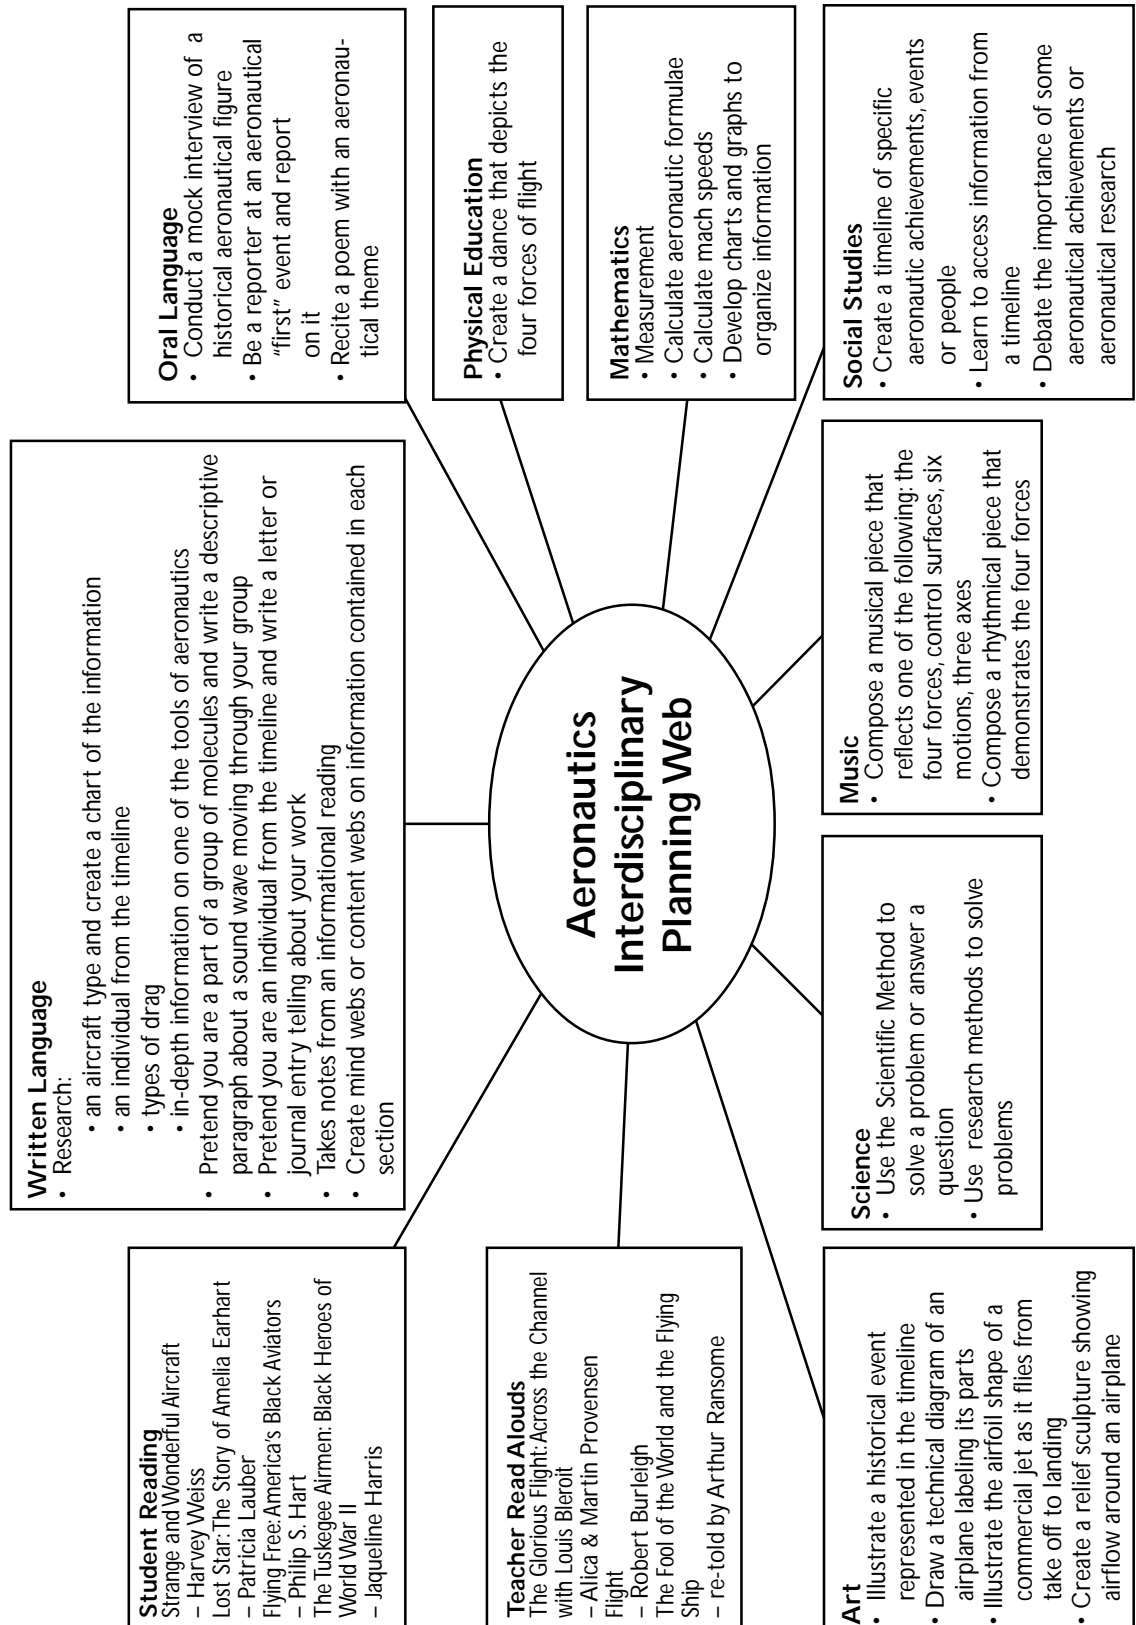 Aeronautics
Interdisciplinary
Planning Web
Student Reading
Strange and Wonderful Aircraft
– Harvey Weiss
Lost Star: The Story of Amelia Earhart
– Patricia Lauber
Flying Free: America's Black Aviators
– Philip S. Hart
The Tuskegee Airmen: Black Heroes of
World War II
– Jaqueline Harris
Written Language
• Research:
• an aircraft type and create a chart of the information
• an individual from the timeline
• types of drag
• in-depth information on one of the tools of aeronautics
• Pretend you are a part of a group of molecules and write a descriptive
paragraph about a sound wave moving through your group
• Pretend you are an individual from the timeline and write a letter or
journal entry telling about your work
• Takes notes from an informational reading
• Create mind webs or content webs on information contained in each
section
Oral Language
• Conduct a mock interview of a
historical aeronautical figure
• Be a reporter at an aeronautical
"first" event and report
on it
• Recite a poem with an aeronau-
tical theme
Teacher Read Alouds
The Glorious Flight: Across the Channel
with Louis Bleroit
– Alica & Martin Provensen
Flight
– Robert Burleigh
The Fool of the World and the Flying
Ship
– re-told by Arthur Ransome
Physical Education
• Create a dance that depicts the
four forces of flight
Mathematics
• Measurement
• Calculate aeronautic formulae
• Calculate mach speeds
• Develop charts and graphs to
organize information
Art
• Illustrate a historical event
represented in the timeline
• Draw a technical diagram of an
airplane labeling its parts
• Illustrate the airfoil shape of a
commercial jet as it flies from
take off to landing
• Create a relief sculpture showing
airflow around an airplane
Science
• Use the Scientific Method to
solve a problem or answer a
question
• Use research methods to solve
problems
Music
• Compose a musical piece that
reflects one of the following: the
four forces, control surfaces, six
motions, three axes
• Compose a rhythmical piece that
demonstrates the four forces
Social Studies
• Create a timeline of specific
aeronautic achievements, events
or people
• Learn to access information from
a timeline
• Debate the importance of some
aeronautical achievements or
aeronautical research